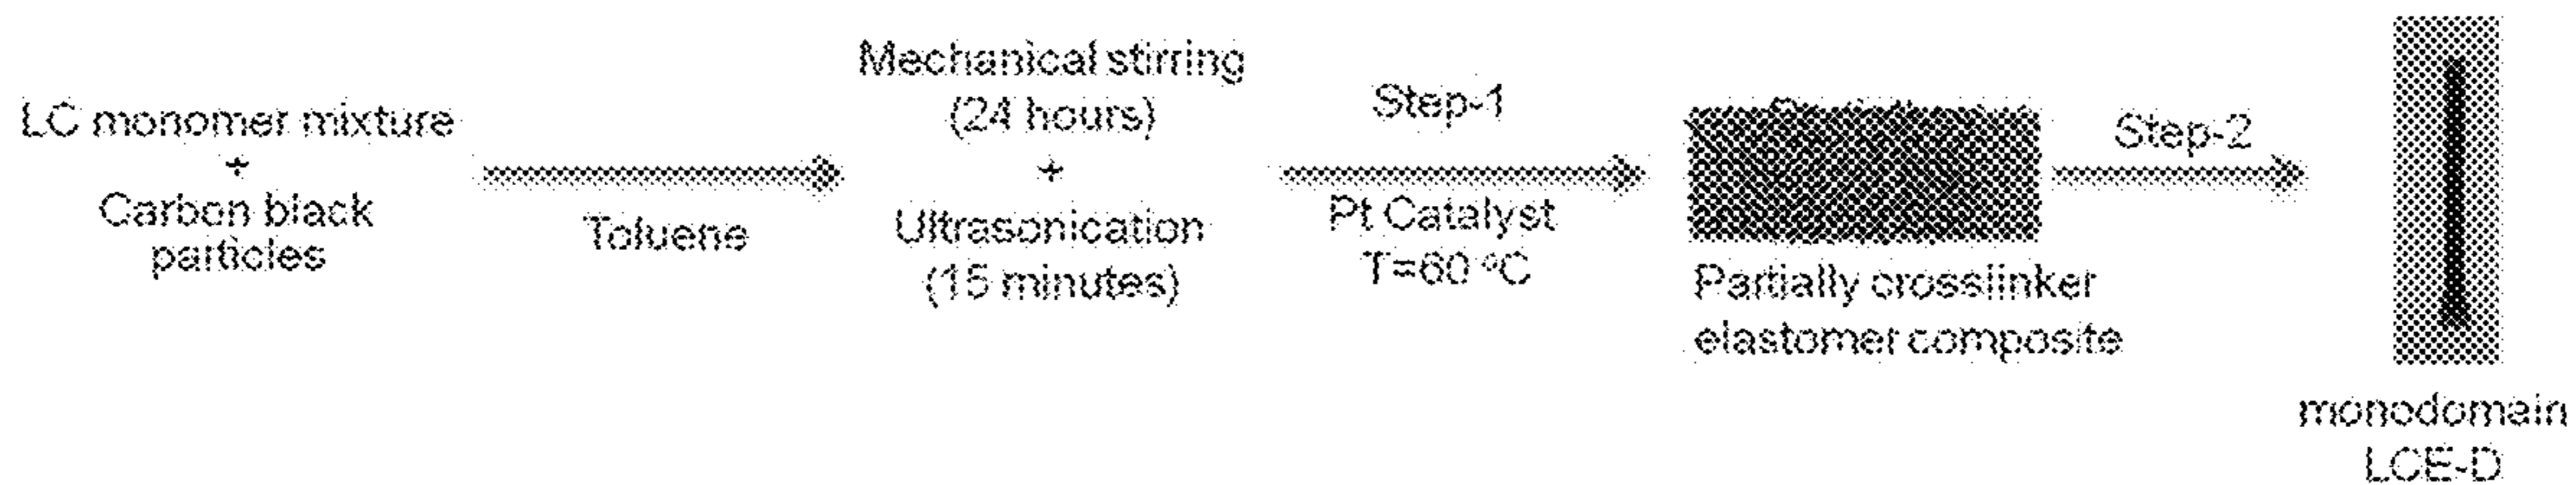 LC monomer mixture
+
Carbon black
particles
Toluene
Mechanical stirring
(24 hours)
+
Ultrasonication
(15 minutes)
Step-1
Pt Catalyst
T=60 °C
Partially crosslinker
elastomer composite
Step-2
monodomain
LCE-D